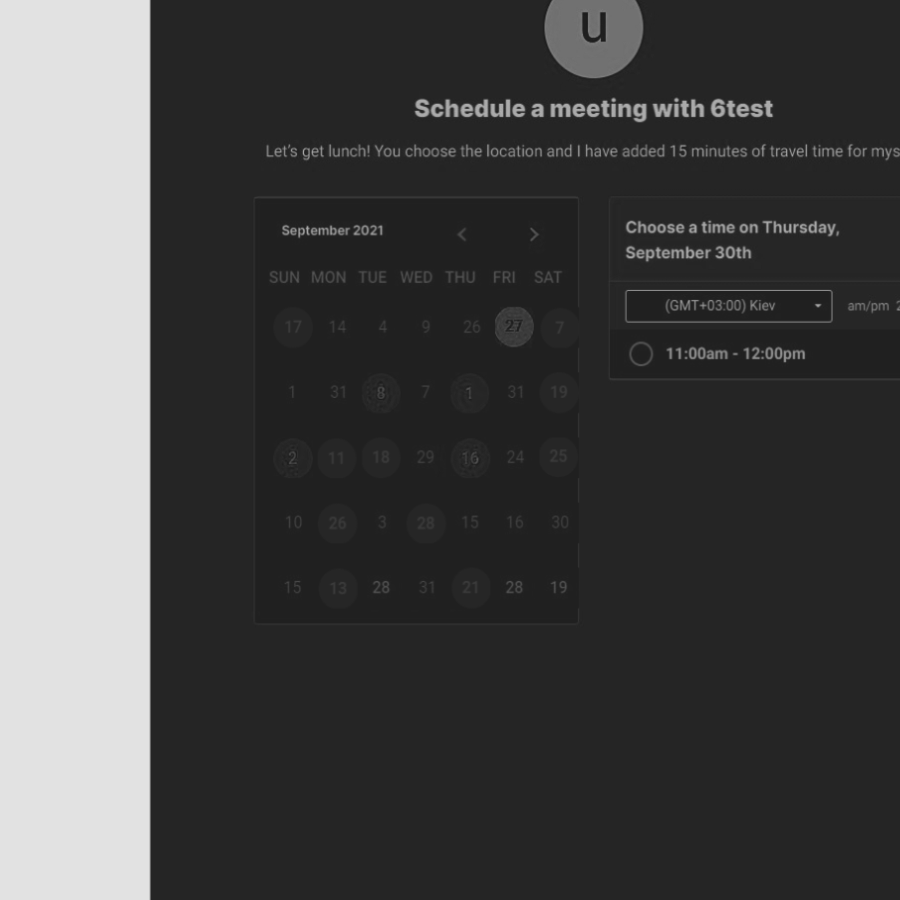 u
Schedule a meeting with 6test
Let's get lunch! You choose the location and I have added 15 minutes of travel time for mys
September 2021
SUN MON TUE WED THU FRI SAT
17 14 4 9 26 27 7
1 31 8 7 1 31 19
2 11 18 29 16 24 25
10 26 3 28 15 16 30
15 13 28 31 21 28 19
Choose a time on Thursday,
September 30th
(GMT+03:00) Kiev am/pm 2
11:00am - 12:00pm